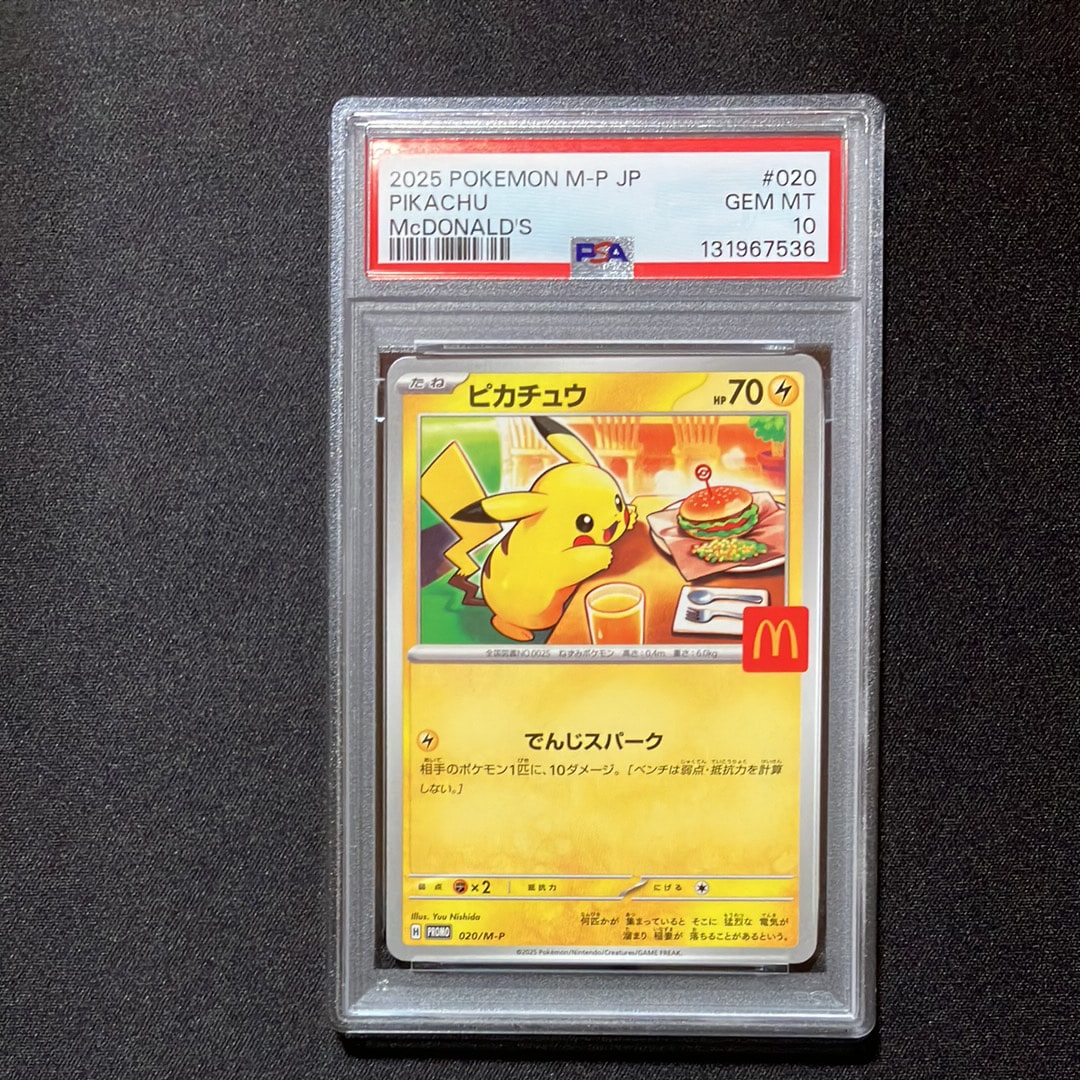 2025 POKEMON M-P JP #020
PIKACHU GEM MT
McDONALD'S 10
PSA 131967536
たね ピカチュウ HP70
全国図鑑NO.0025 ねずみポケモン 高さ:0.4m 重さ:6.0kg
でんじスパーク
相手のポケモン1匹に、10ダメージ。[ベンチは弱点・抵抗力を計算
しない。]
弱点 ×2 抵抗力 にげる
Illus. Yuu Nishida
何匹かが 集まっていると そこに 猛烈な 電気が
溜まり 稲妻が 落ちることがあるという。
H PROMO 020/M-P
©2025 Pokémon/Nintendo/Creatures/GAME FREAK.